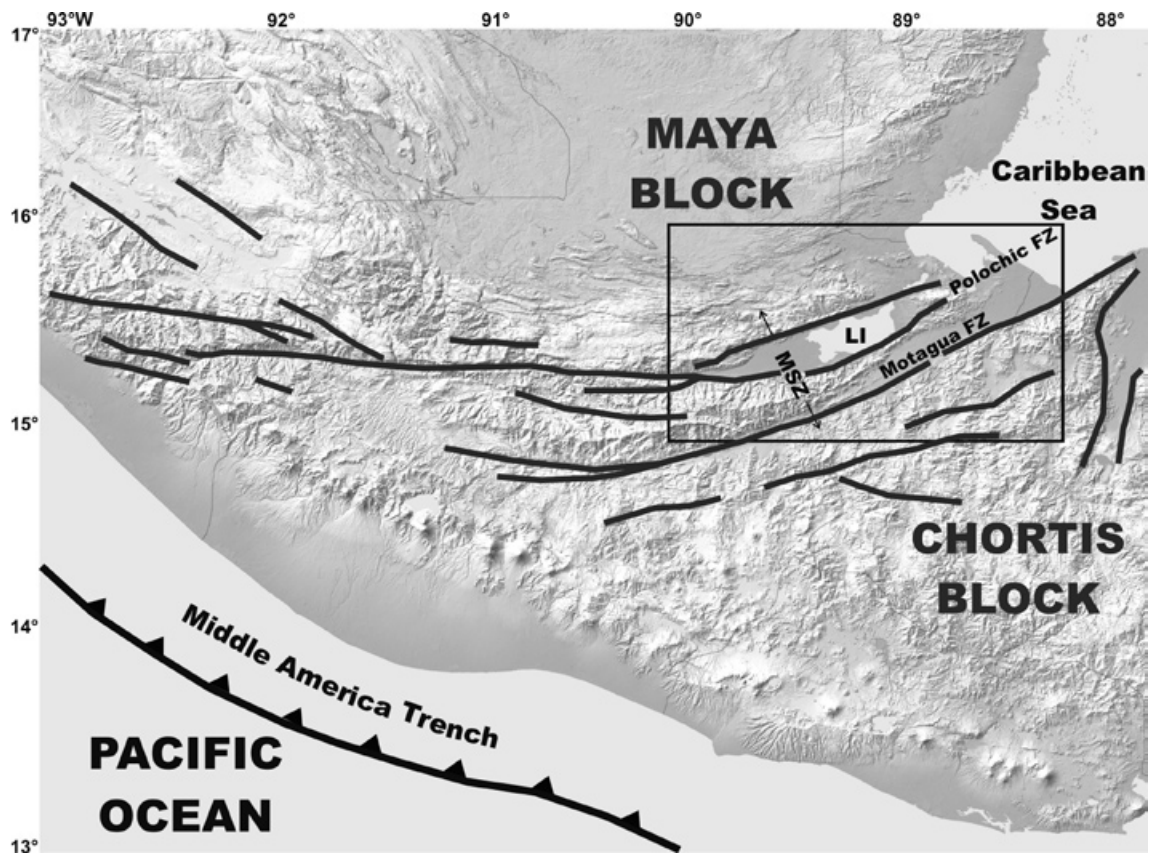 93°W 92° 91° 90° 89° 88°
17°
MAYA
BLOCK
Caribbean
Sea
16°
Polochic FZ
LI
Motagua FZ
MSZ
15°
CHORTIS
BLOCK
14°
Middle America Trench
PACIFIC
OCEAN
13°